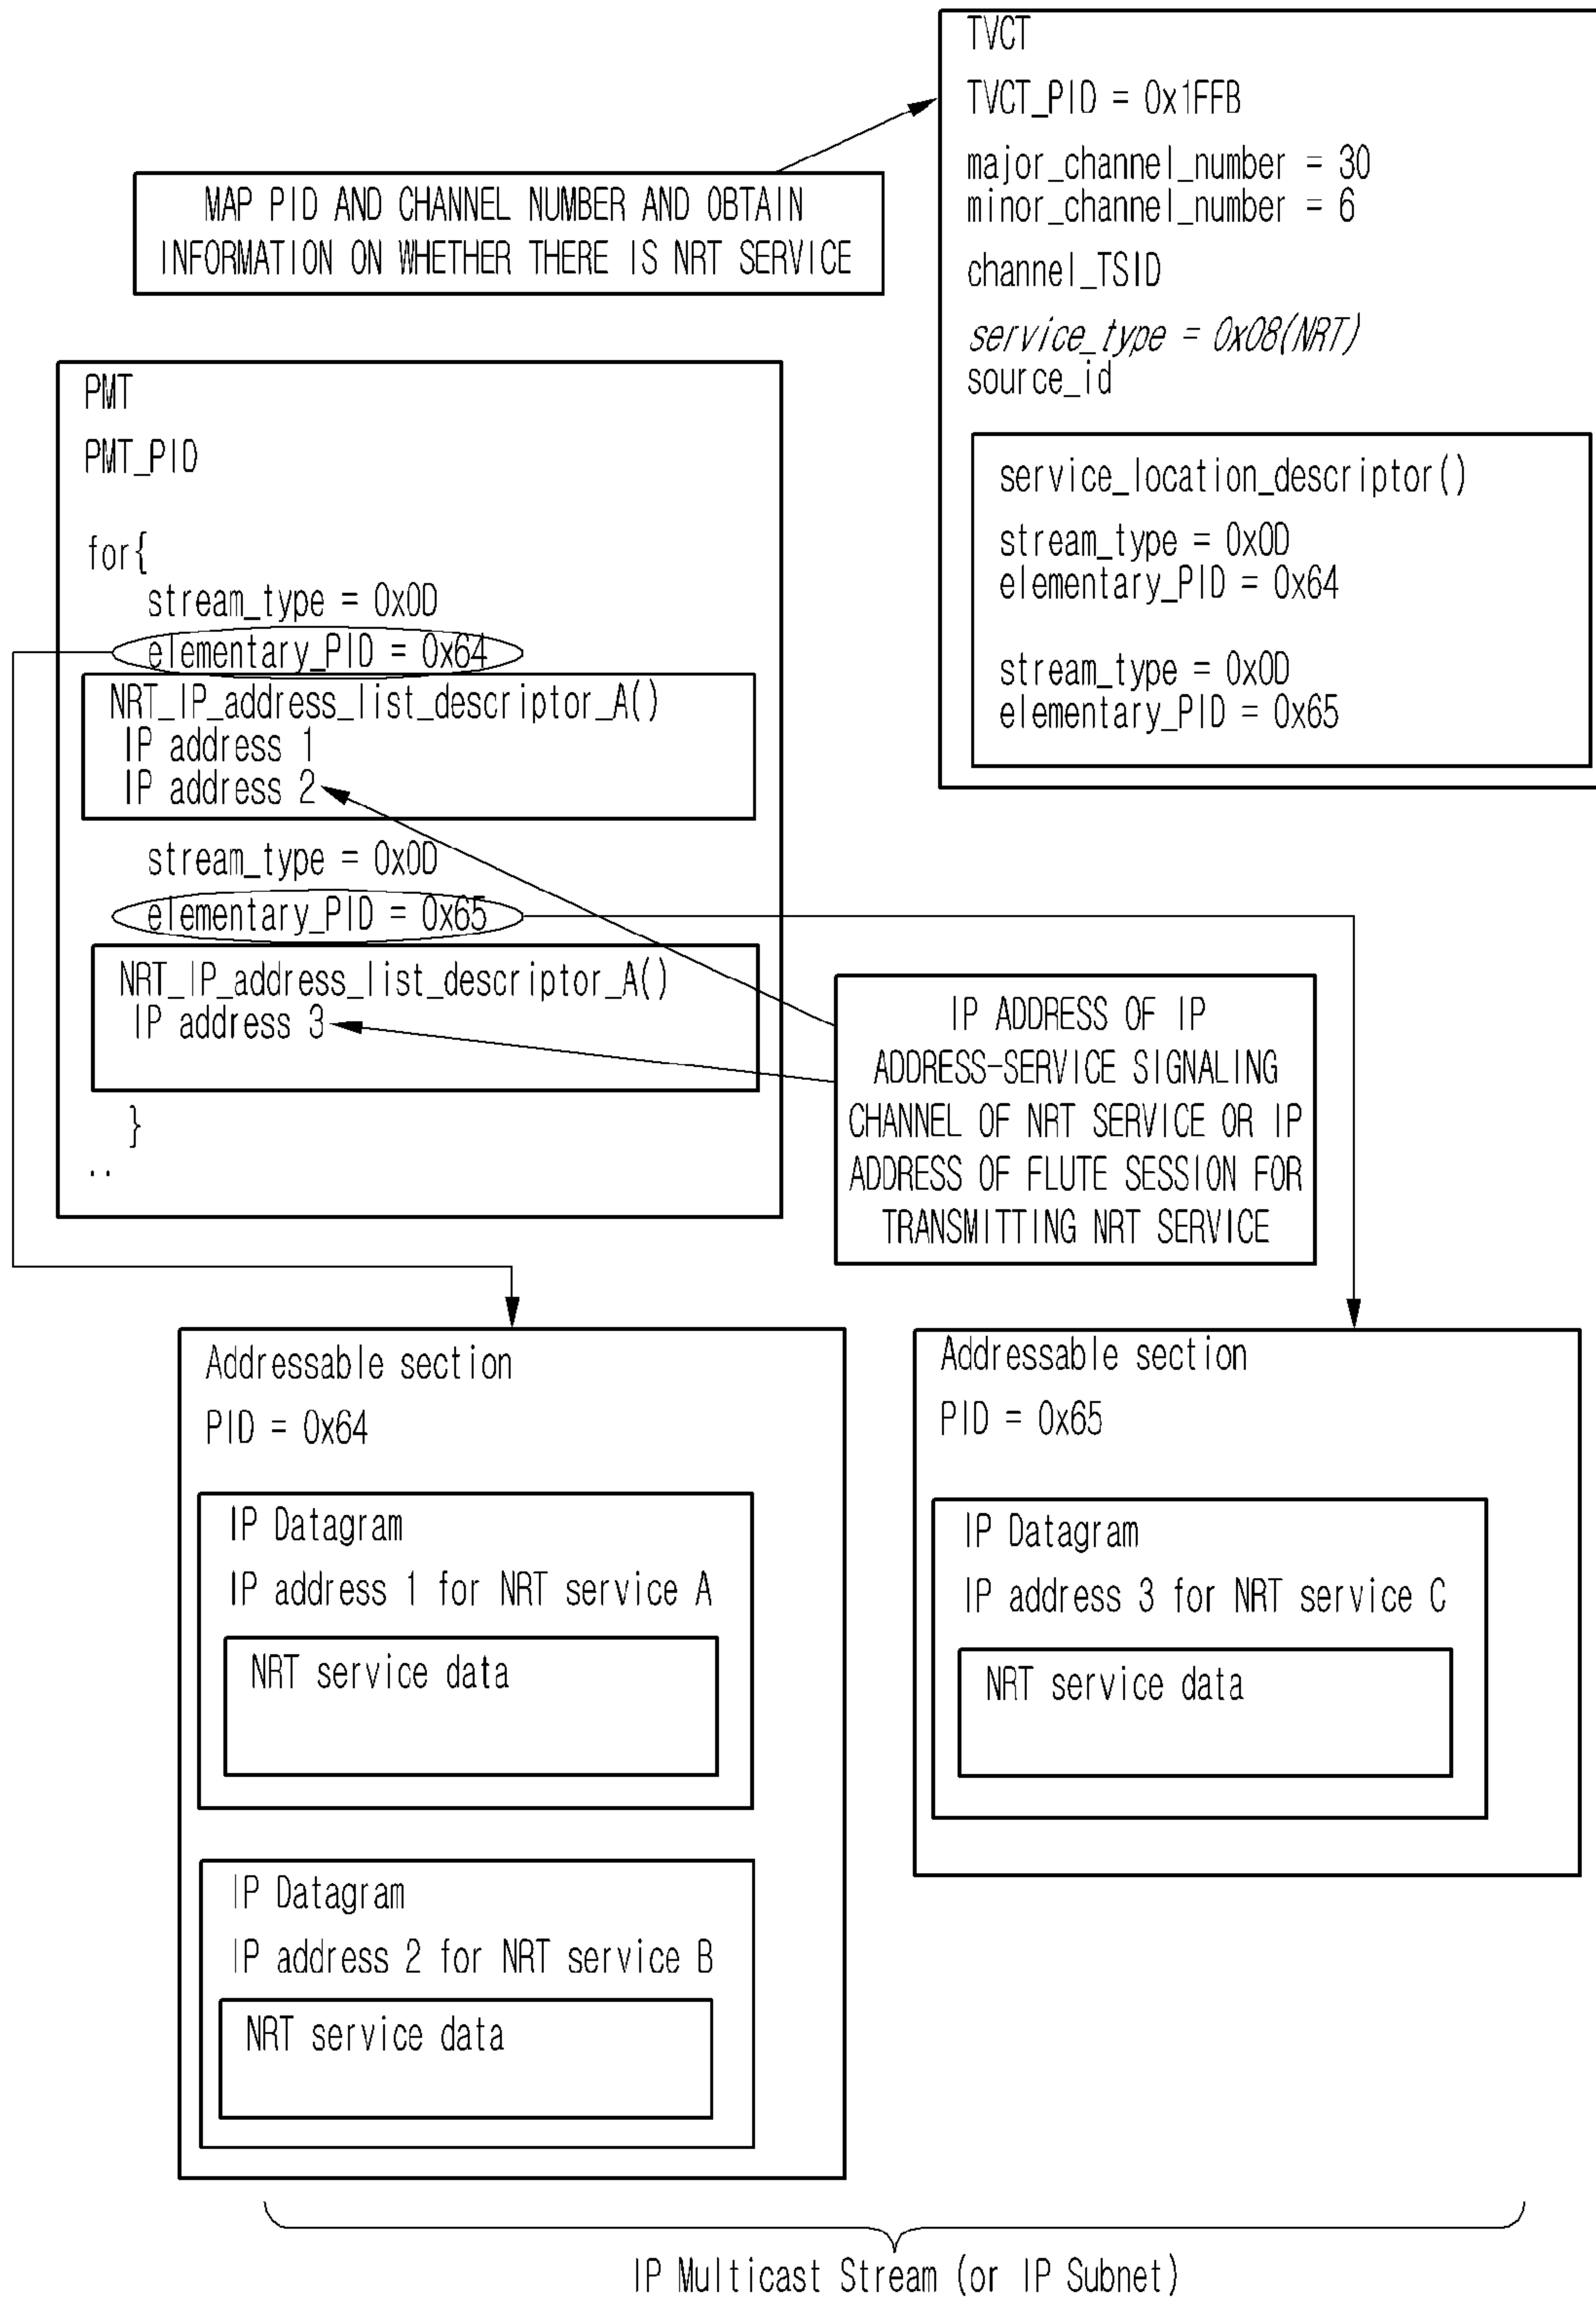 TVCT
TVCT_PID = 0x1FFB
major_channel_number = 30
minor_channel_number = 6
channel_TSID
service_type = 0x08(NRT)
source_id
service_location_descriptor()
stream_type = 0x0D
elementary_PID = 0x64
stream_type = 0x0D
elementary_PID = 0x65
MAP PID AND CHANNEL NUMBER AND OBTAIN
INFORMATION ON WHETHER THERE IS NRT SERVICE
PMT
PMT_PID
for{
stream_type = 0x0D
elementary_PID = 0x64
NRT_IP_address_list_descriptor_A()
IP address 1
IP address 2
stream_type = 0x0D
elementary_PID = 0x65
NRT_IP_address_list_descriptor_A()
IP address 3
}
..
IP ADDRESS OF IP
ADDRESS-SERVICE SIGNALING
CHANNEL OF NRT SERVICE OR IP
ADDRESS OF FLUTE SESSION FOR
TRANSMITTING NRT SERVICE
Addressable section
PID = 0x64
IP Datagram
IP address 1 for NRT service A
NRT service data
IP Datagram
IP address 2 for NRT service B
NRT service data
Addressable section
PID = 0x65
IP Datagram
IP address 3 for NRT service C
NRT service data
IP Multicast Stream (or IP Subnet)